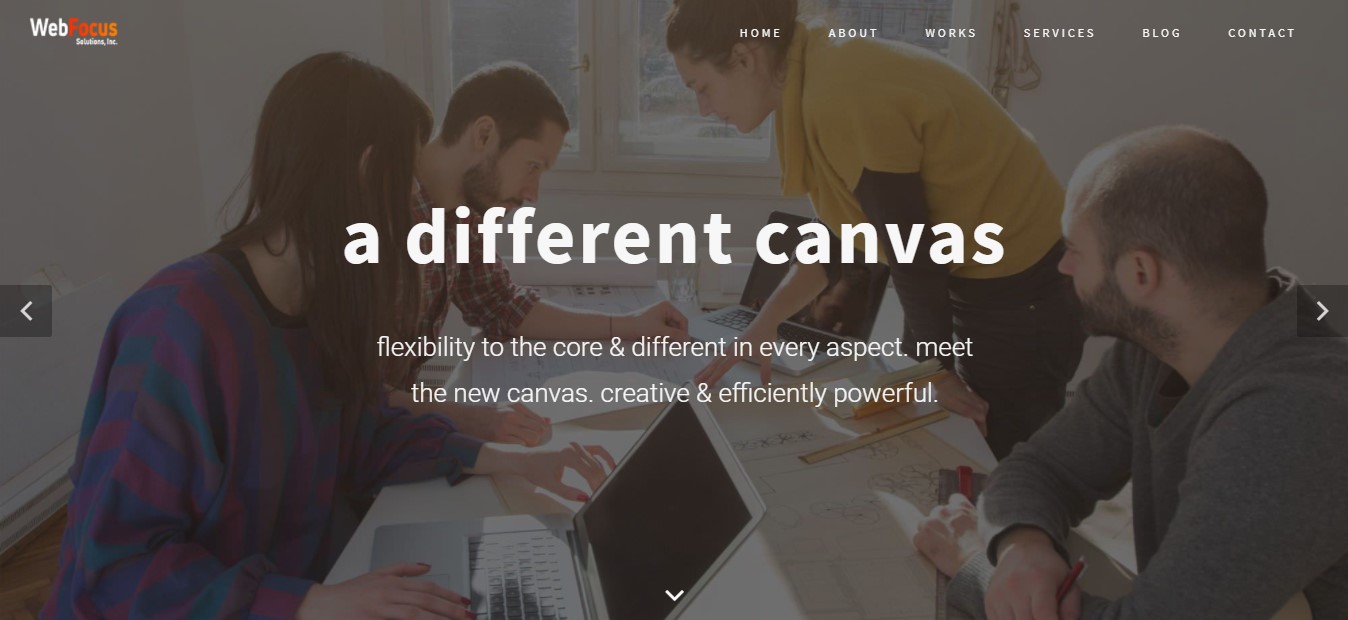 WebFocus
Solutions, Inc.
HOME ABOUT WORKS SERVICES BLOG CONTACT
a different canvas
flexibility to the core & different in every aspect. meet
the new canvas. creative & efficiently powerful.